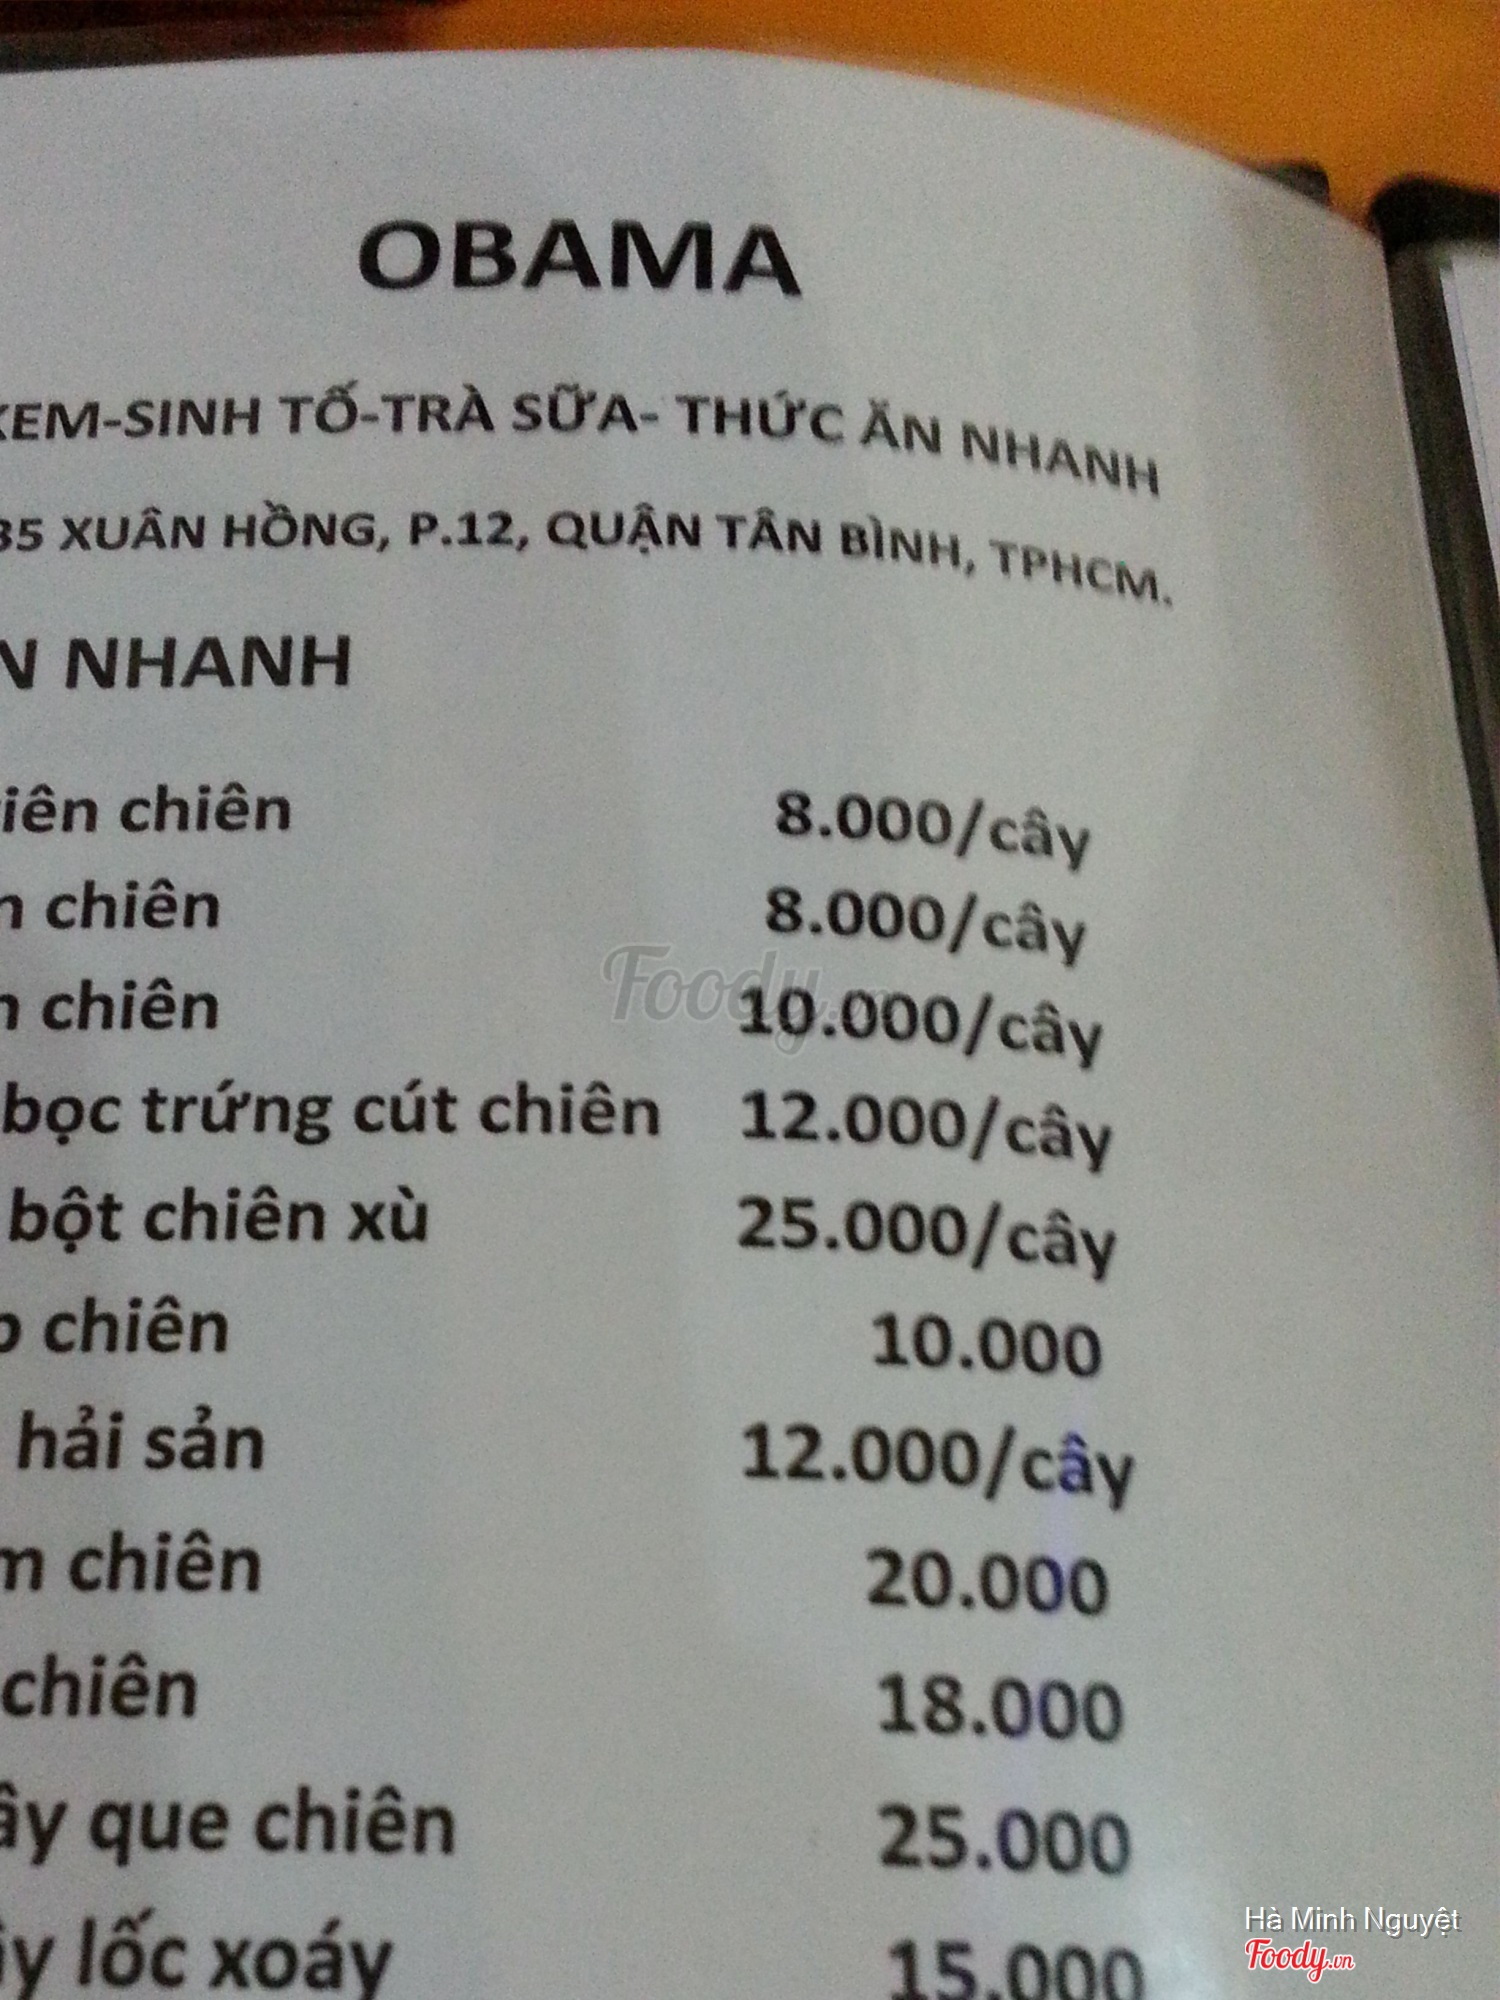 OBAMA
KEM-SINH TỐ-TRÀ SỮA- THỨC ĂN NHANH
35 XUÂN HỒNG, P.12, QUẬN TÂN BÌNH, TPHCM.
NHANH
chiên 8.000/cây
chiên 8.000/cây
Foody.vn
chiên 10.000/cây
bọc trứng cút chiên 12.000/cây
bột chiên xù 25.000/cây
chiên 10.000
hải sản 12.000/cây
chiên 20.000
chiên 18.000
que chiên 25.000
lốc xoáy 15.000
Hà Minh Nguyệt
Foody.vn